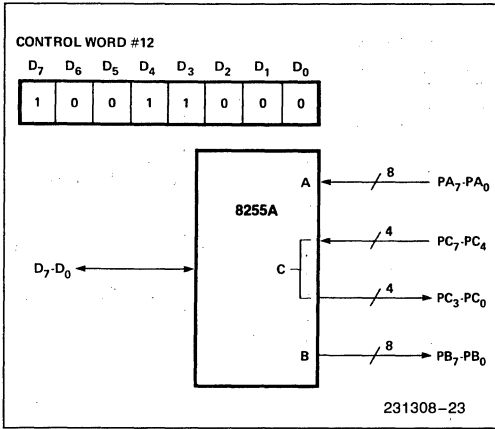 CONTROL WORD #12
D7 D6 D5 D4 D3 D2 D1 D0
1 0 0 1 1 0 0 0
8255A
A
8
PA7-PA0
4
PC7-PC4
D7-D0
C
4
PC3-PC0
B
8
PB7-PB0
231308-23